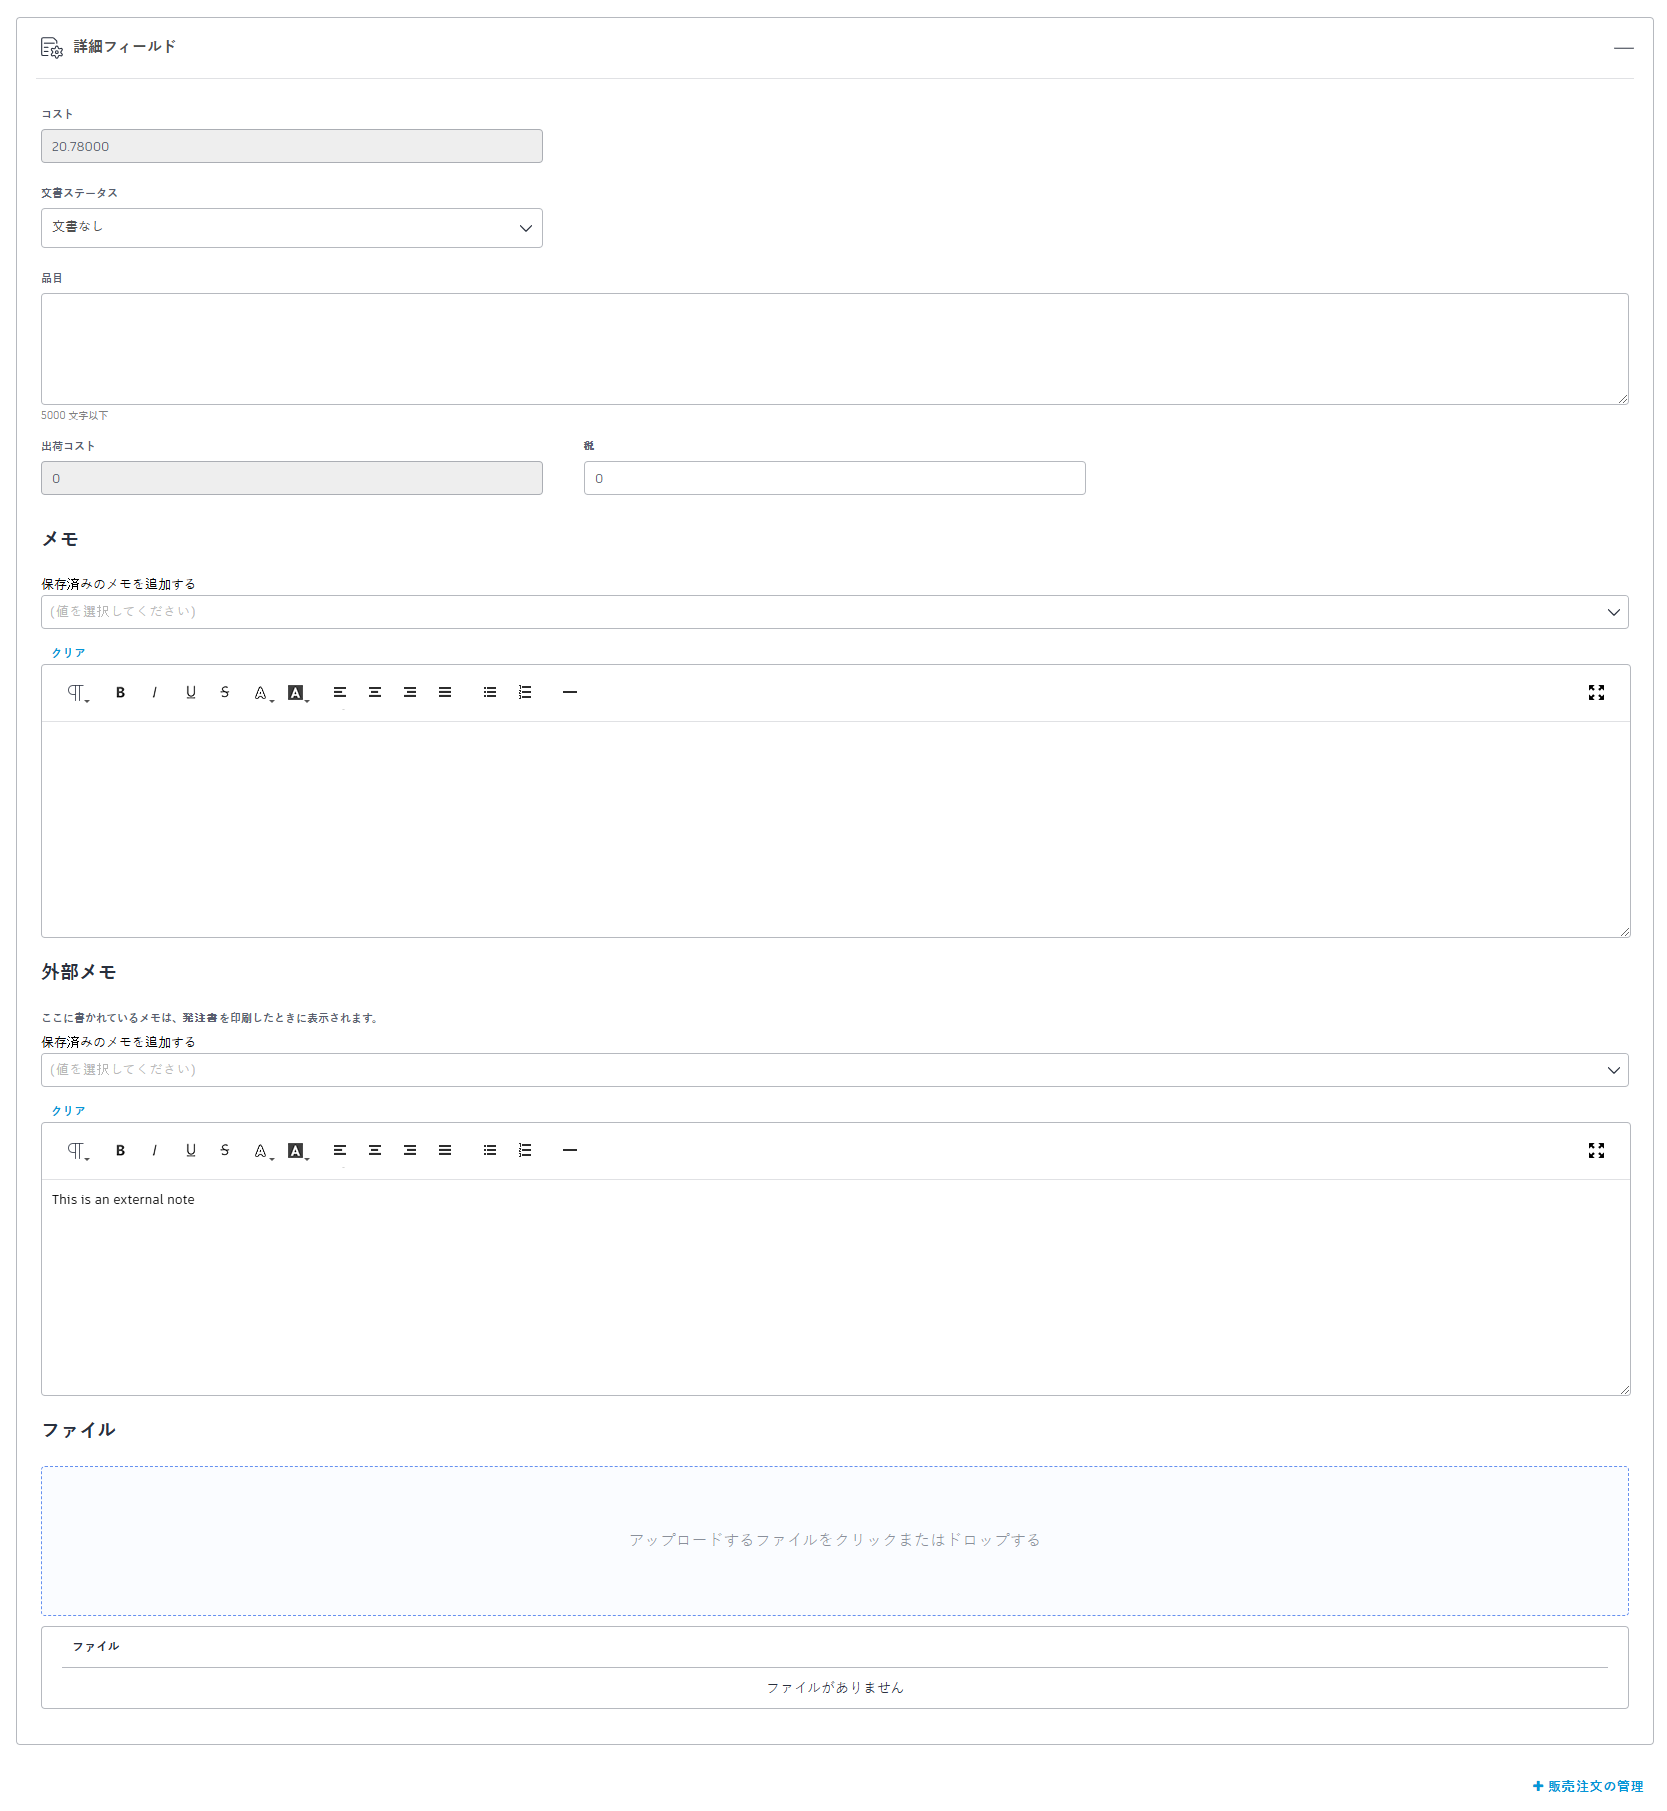 詳細フィールド
コスト
20.78000
文書ステータス
文書なし
品目
5000 文字以下
出荷コスト
税
0
0
メモ
保存済みのメモを追加する
(値を選択してください)
クリア
B I U S A A
外部メモ
ここに書かれているメモは、発注書を印刷したときに表示されます。
保存済みのメモを追加する
(値を選択してください)
クリア
B I U S A A
This is an external note
ファイル
アップロードするファイルをクリックまたはドロップする
ファイル
ファイルがありません
+ 販売注文の管理